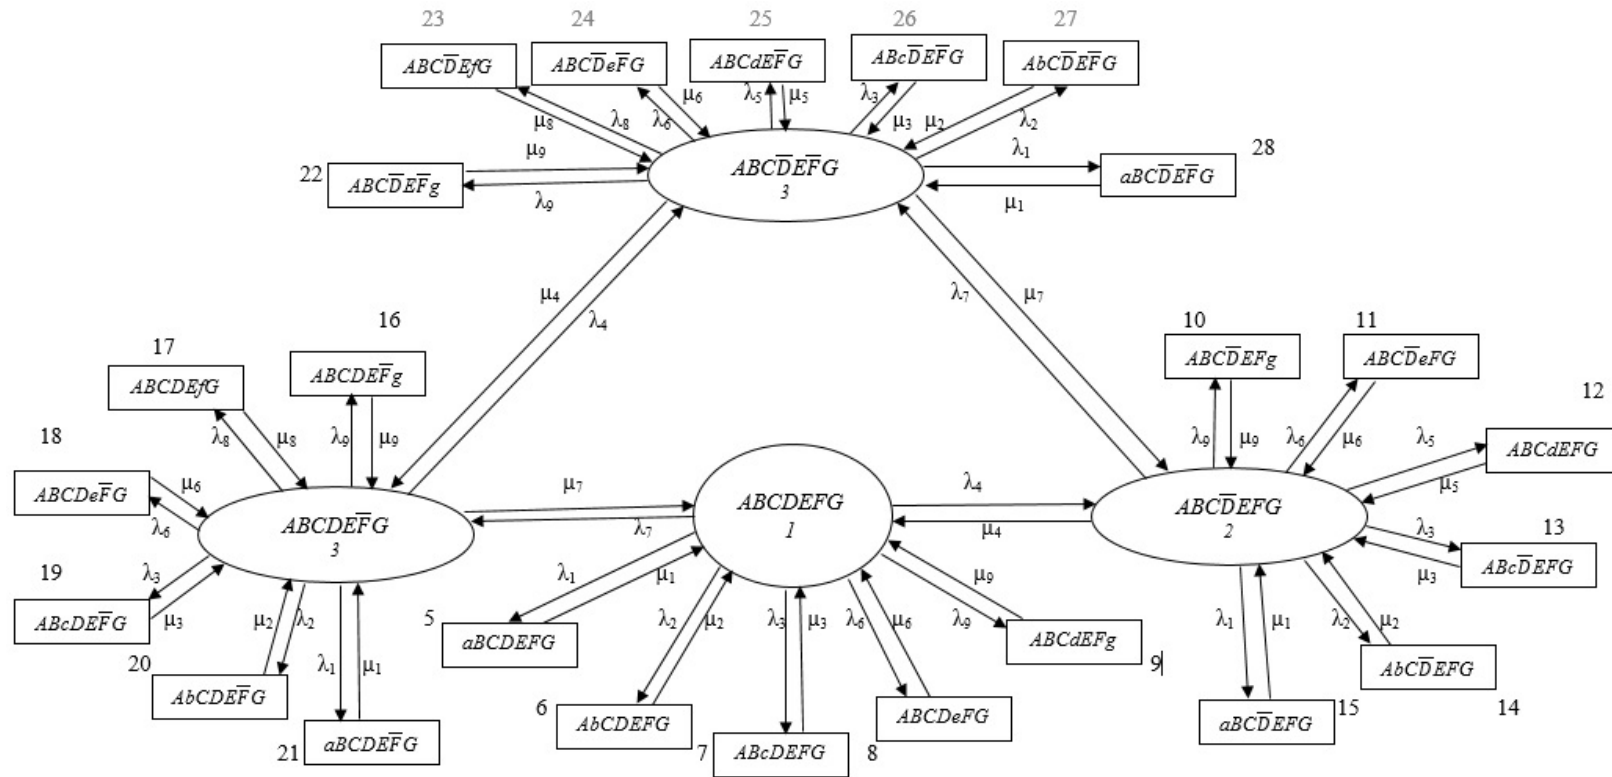 23 24 25 26 27
ABCD̅EfG ABCD̅eF̅G ABCdEF̅G ABcD̅EF̅G AbCD̅EF̅G
λ8 μ8 λ6 μ6 λ5 μ5 λ3 μ3 μ2 λ2
22 ABCD̅EF̅g μ9 λ9
ABCD̅EF̅G
3
λ1 μ1 aBCD̅EF̅G 28
μ4 λ4 λ7 μ7
16 ABCDEF̅g λ9 μ9
17 ABCDEfG λ8 μ8
18 ABCDeF̅G μ6 λ6
ABCDEF̅G
3
19 ABcDEF̅G λ3 μ3
20 AbCDEF̅G μ2 λ2
21 aBCDEF̅G λ1 μ1
μ7 λ7
ABCDEFG
1
λ4 μ4
5 aBCDEFG λ1 μ1
6 AbCDEFG λ2 μ2
7 ABcDEFG λ3 μ3
8 ABCDeFG λ6 μ6
9 ABCdEFg μ9 λ9
10 ABCD̅EFg λ9 μ9
11 ABCD̅eFG λ6 μ6
12 ABCdEFG λ5 μ5
ABCD̅EFG
2
13 ABcD̅EFG λ3 μ3
14 AbCD̅EFG λ2 μ2
15 aBCD̅EFG λ1 μ1